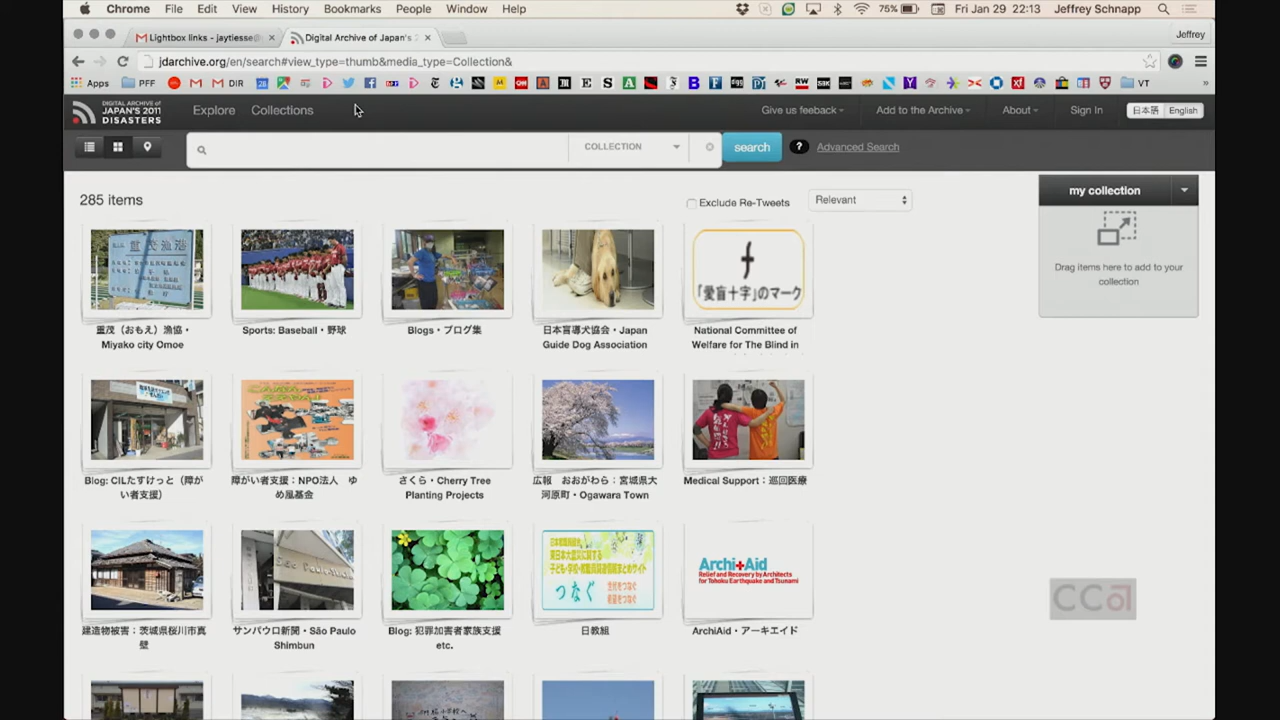 Chrome File Edit View History Bookmarks People Window Help 75% Fri Jan 29 22:13 Jeffrey Schnapp
Lightbox links - jaytiesse@ Digital Archive of Japan's 2 Jeffrey
jdarchive.org/en/search#view_type=thumb&media_type=Collection&
Apps PFF DIR VT
DIGITAL ARCHIVE OF
JAPAN'S 2011
DISASTERS
Explore Collections Give us feeback Add to the Archive About Sign In 日本語 English
COLLECTION search ? Advanced Search
285 items Exclude Re-Tweets Relevant
my collection
Drag items here to add to your
collection
「愛盲十字」のマーク
重茂（おもえ）漁協・
Miyako city Omoe
Sports: Baseball・野球
Blogs・ブログ集
日本盲導犬協会・Japan
Guide Dog Association
National Committee of
Welfare for The Blind in
Blog: CILたすけっと（障が
い者支援）
障がい者支援：NPO法人 ゆ
め風基金
さくら・Cherry Tree
Planting Projects
広報 おおがわら：宮城県大
河原町・Ogawara Town
Medical Support：巡回医療
つなぐ
Archi+Aid
Relief and Recovery by Architects
for Tohoku Earthquake and Tsunami
建造物被害：茨城県桜川市真
壁
サンパウロ新聞・São Paulo
Shimbun
Blog: 犯罪加害者家族支援
etc.
日教組
ArchiAid・アーキエイド
CCa